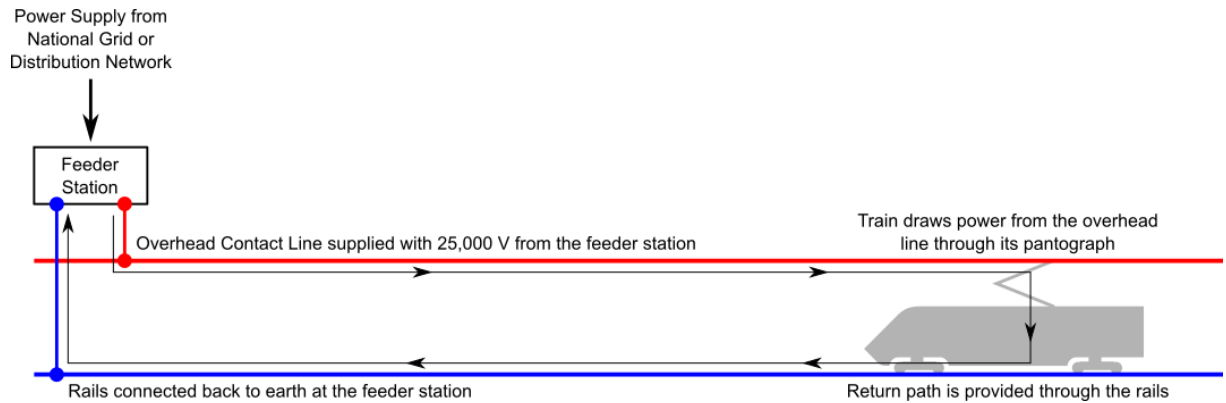 Power Supply from
National Grid or
Distribution Network
Feeder
Station
Train draws power from the overhead
line through its pantograph
Overhead Contact Line supplied with 25,000 V from the feeder station
Rails connected back to earth at the feeder station
Return path is provided through the rails